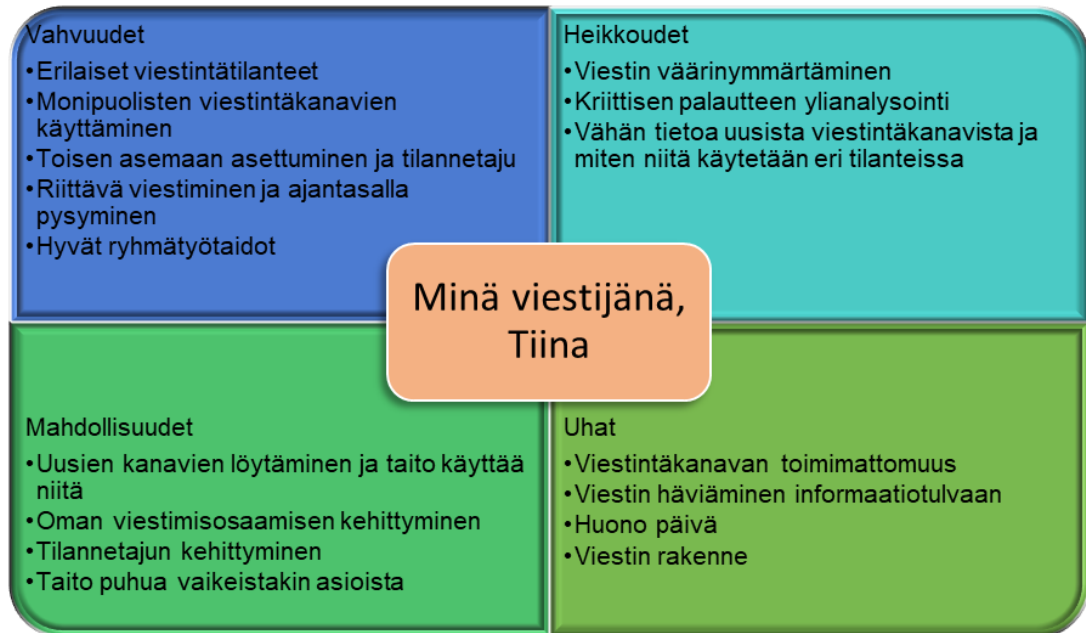 Vahvuudet
•Erilaiset viestintätilanteet
•Monipuolisten viestintäkanavien
käyttäminen
•Toisen asemaan asettuminen ja tilannetaju
•Riittävä viestiminen ja ajantasalla
pysyminen
•Hyvät ryhmätyötaidot
Heikkoudet
•Viestin väärinymmärtäminen
•Kriittisen palautteen ylianalysointi
•Vähän tietoa uusista viestintäkanavista ja
miten niitä käytetään eri tilanteissa
Minä viestijänä,
Tiina
Mahdollisuudet
•Uusien kanavien löytäminen ja taito käyttää
niitä
•Oman viestimisosaamisen kehittyminen
•Tilannetajun kehittyminen
•Taito puhua vaikeistakin asioista
Uhat
•Viestintäkanavan toimimattomuus
•Viestin häviäminen informaatiotulvaan
•Huono päivä
•Viestin rakenne